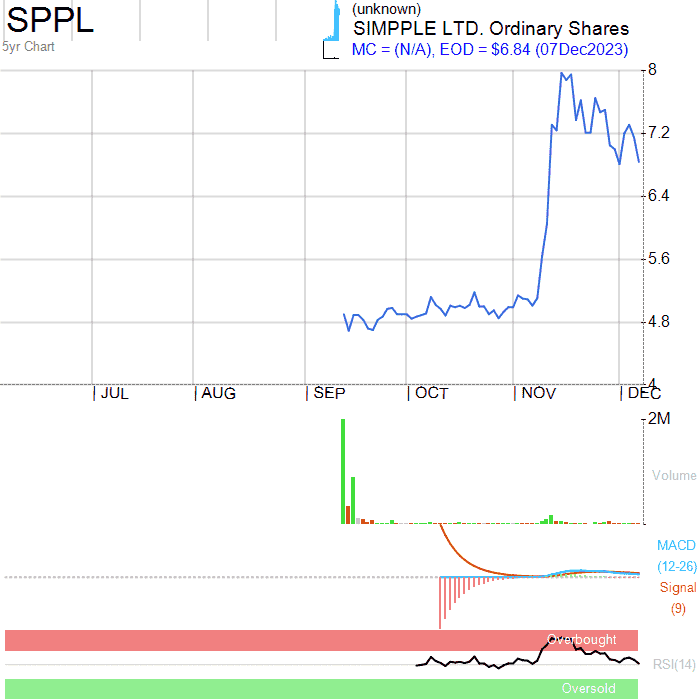 SPPL
(unknown)
SIMPPLE LTD. Ordinary Shares
5yr Chart
MC = (N/A), EOD = $6.84 (07Dec2023)
8
7.2
6.4
5.6
4.8
4
JUL AUG SEP OCT NOV DEC
2M
Volume
MACD
(12-26)
Signal
(9)
Overbought
RSI(14)
Oversold